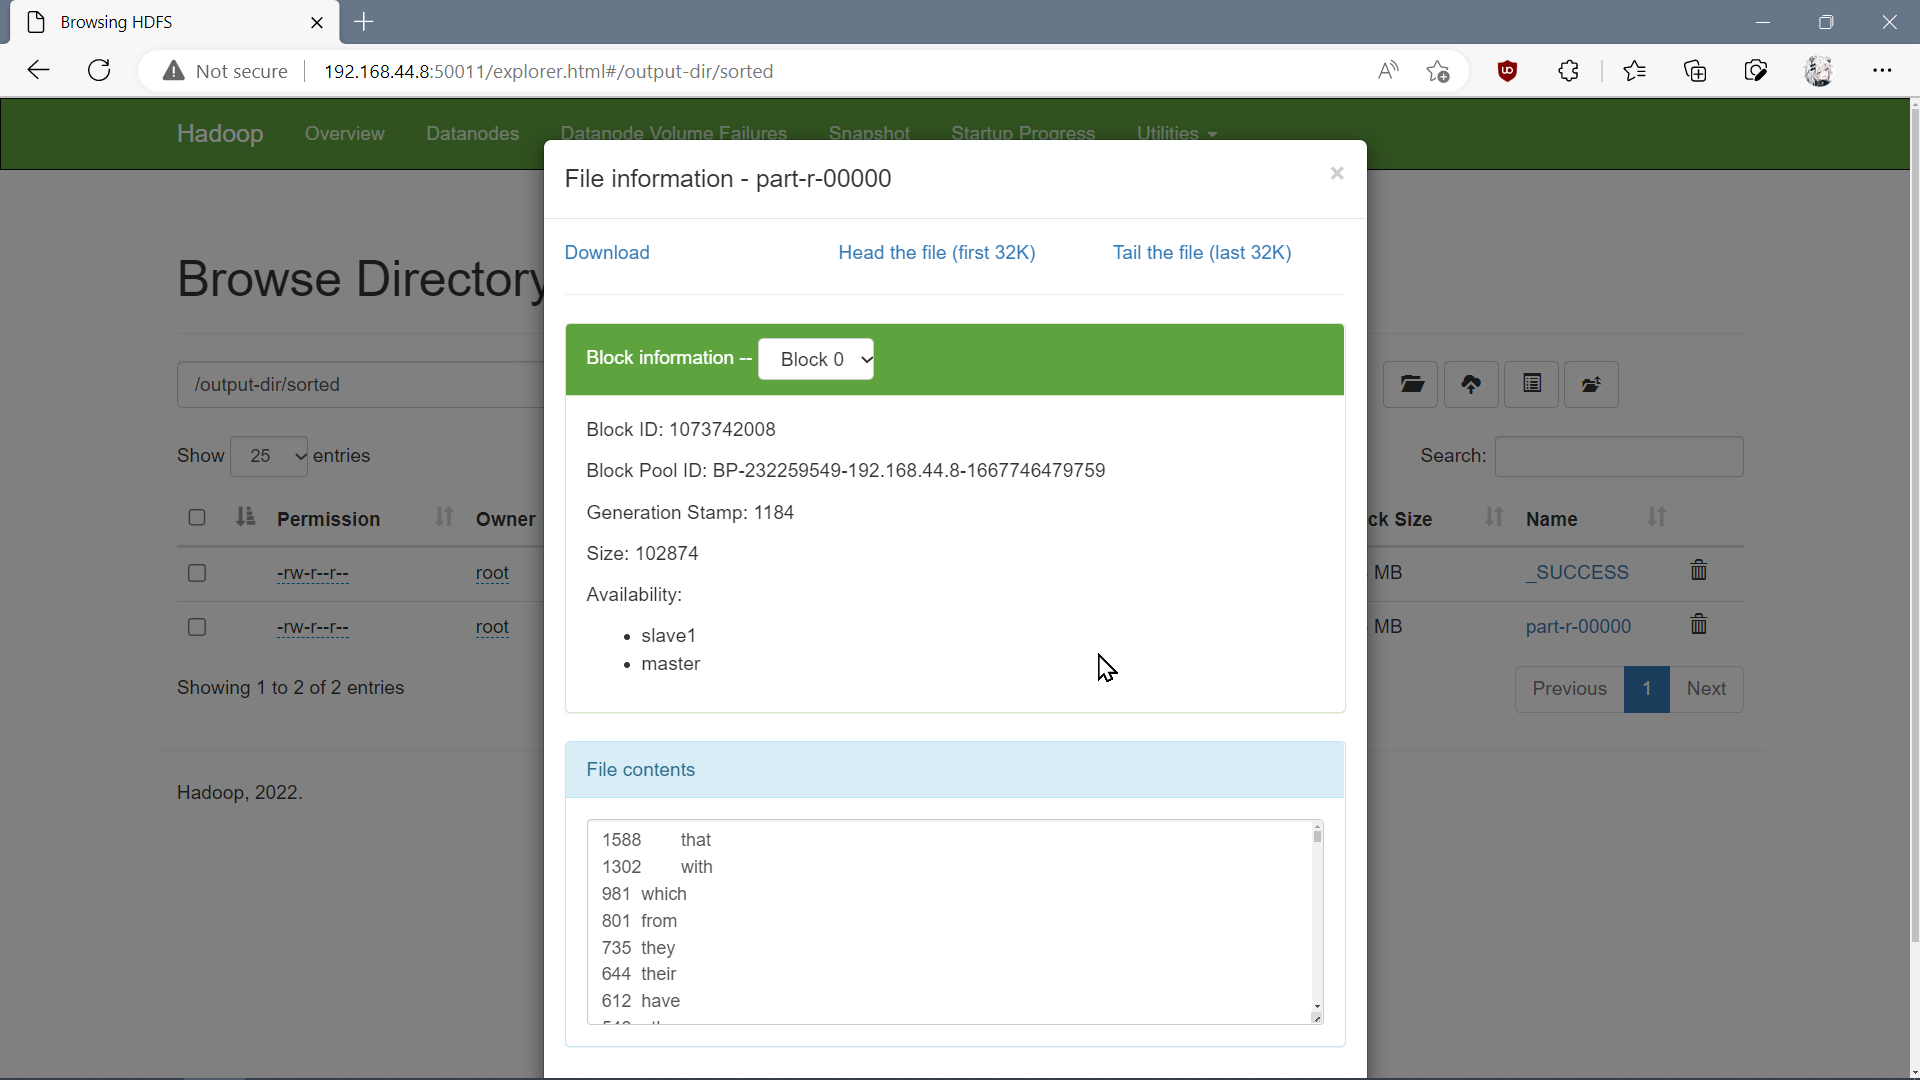 Browsing HDFS
Not secure 192.168.44.8:50011/explorer.html#/output-dir/sorted
Hadoop Overview Datanodes Datanode Volume Failures Snapshot Startup Progress Utilities
File information - part-r-00000 ×
Download Head the file (first 32K) Tail the file (last 32K)
Browse Directory
Block information -- Block 0
/output-dir/sorted
Block ID: 1073742008
Show 25 entries
Search:
Block Pool ID: BP-232259549-192.168.44.8-1667746479759
Generation Stamp: 1184
Permission Owner ck Size Name
Size: 102874
-rw-r--r-- root MB _SUCCESS
Availability:
slave1
-rw-r--r-- root MB part-r-00000
master
Showing 1 to 2 of 2 entries
Previous 1 Next
File contents
Hadoop, 2022.
1588 that
1302 with
981 which
801 from
735 they
644 their
612 have